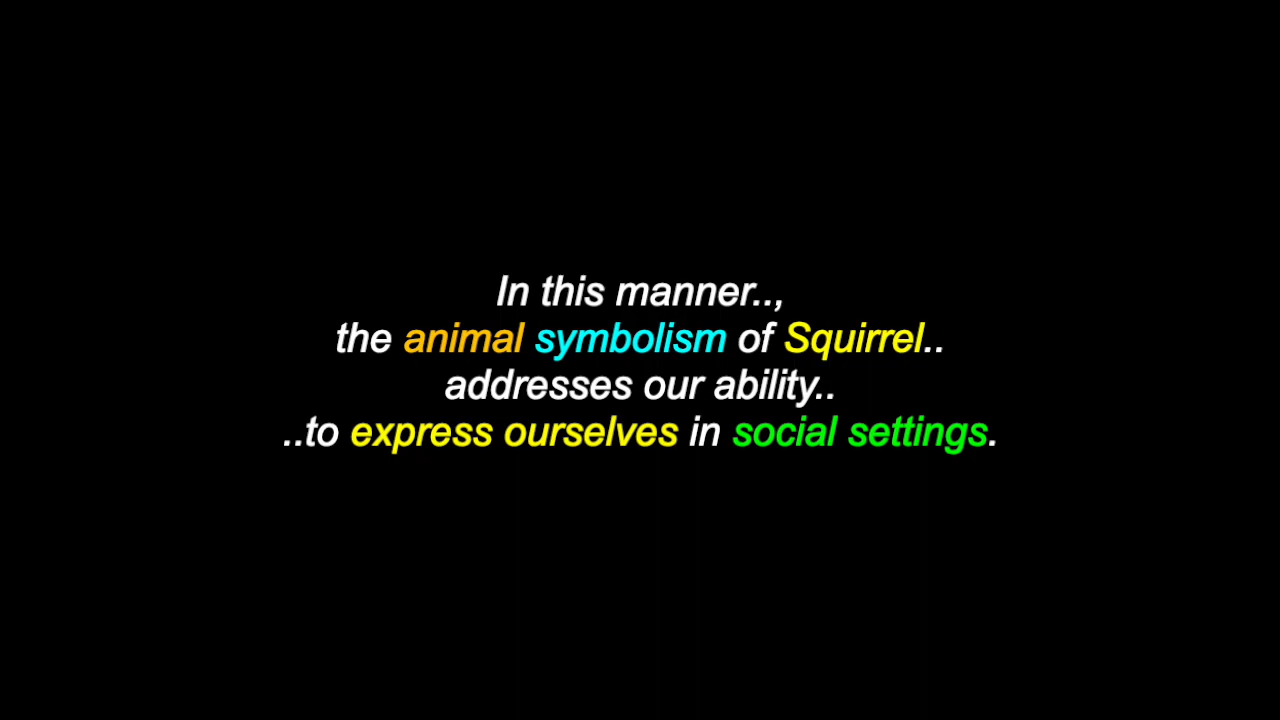 In this manner..,
the animal symbolism of Squirrel..
addresses our ability..
..to express ourselves in social settings.